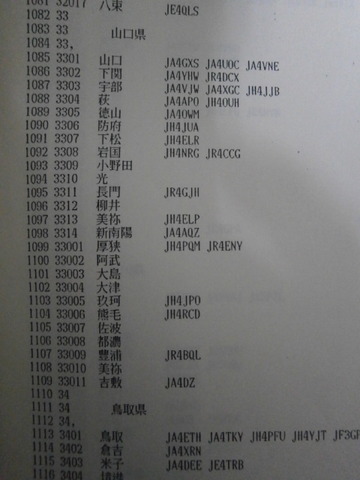 1081 32017 八束 JE4QLS
1082 33
1083 33 山口県
1084 33,
1085 3301 山口 JA4GXS JA4UOC JA4VNE
1086 3302 下関 JA4YHW JR4DCX
1087 3303 宇部 JA4VJW JA4XGC JH4JJB
1088 3304 萩 JA4APO JH4OUH
1089 3305 徳山 JA4OWM
1090 3306 防府 JH4JUA
1091 3307 下松 JH4ELR
1092 3308 岩国 JH4NRG JR4CCG
1093 3309 小野田
1094 3310 光
1095 3311 長門 JR4GJH
1096 3312 柳井
1097 3313 美祢 JH4ELP
1098 3314 新南陽 JA4AQZ
1099 33001 厚狭 JH4PQM JR4ENY
1100 33002 阿武
1101 33003 大島
1102 33004 大津
1103 33005 玖珂 JH4JPO
1104 33006 熊毛 JH4RCD
1105 33007 佐波
1106 33008 都濃
1107 33009 豊浦 JR4BQL
1108 33010 美祢
1109 33011 吉敷 JA4DZ
1110 34
1111 34 鳥取県
1112 34,
1113 3401 鳥取 JA4ETH JA4TKY JH4PFU JH4YJT JF3GP
1114 3402 倉吉 JA4XRN
1115 3403 米子 JA4DEE JE4TRB
1116 3404 境港